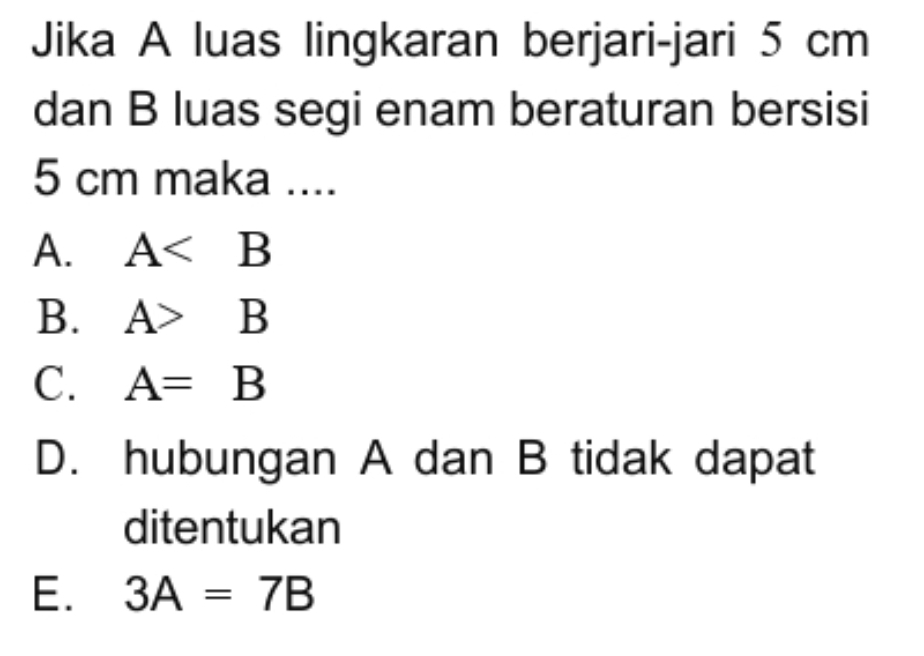 Jika A luas lingkaran berjari-jari 5 cm
dan B luas segi enam beraturan bersisi
5 cm maka ....
A. A< B
B. A> B
C. A= B
D. hubungan A dan B tidak dapat
ditentukan
E. 3A = 7B